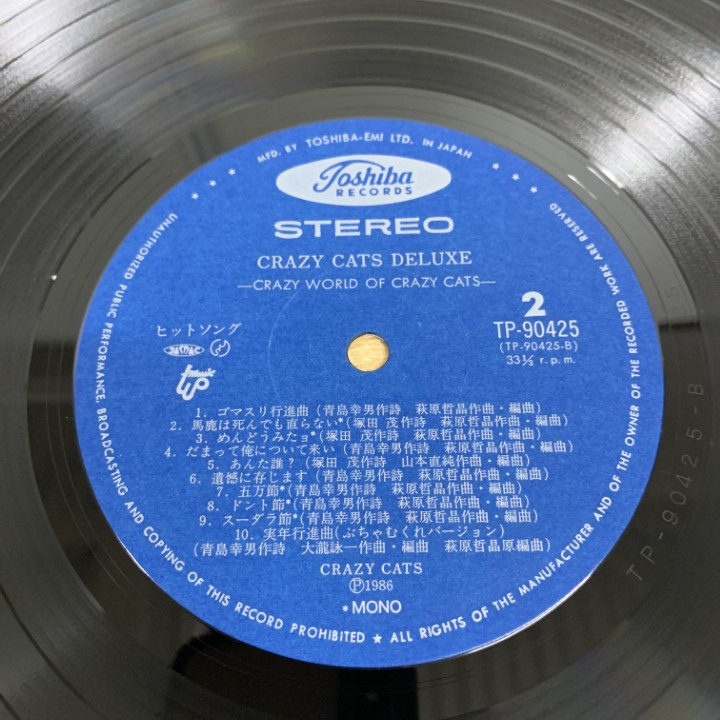 MFD. BY TOSHIBA-EMI LTD. IN JAPAN
Toshiba
RECORDS
STEREO
CRAZY CATS DELUXE
—CRAZY WORLD OF CRAZY CATS—
2
ヒットソング
TP-90425
(TP-90425-B)
33⅓ r.p.m.
music
UP
1. ゴマスリ行進曲(青島幸男作詩 萩原哲晶作曲・編曲)
2. 馬鹿は死んでも直らない*(塚田 茂作詩 萩原哲晶作曲・編曲)
3. めんどうみたョ*(塚田 茂作詩 萩原哲晶作曲・編曲)
4. だまって俺について来い(青島幸男作詩 萩原哲晶作曲・編曲)
5. あんた誰?(塚田 茂作詩 山本直純作曲・編曲)
6. 遺憾に存じます(青島幸男作詩 萩原哲晶作曲・編曲)
7. 五万節*(青島幸男作詩 萩原哲晶作曲・編曲)
8. ドント節*(青島幸男作詩 萩原哲晶作曲・編曲)
9. スーダラ節*(青島幸男作詩 萩原哲晶作曲・編曲)
10. 実年行進曲(ぶちゃむくれバージョン)
(青島幸男作詩 大瀧詠一作曲・編曲 萩原哲晶原編曲)
CRAZY CATS
Ⓟ1986
*MONO
UNAUTHORIZED PUBLIC PERFORMANCE, BROADCASTING AND COPYING OF THIS RECORD PROHIBITED ★ ALL RIGHTS OF THE MANUFACTURER AND OF THE OWNER OF THE RECORDED WORK ARE RESERVED
TP-90425-B